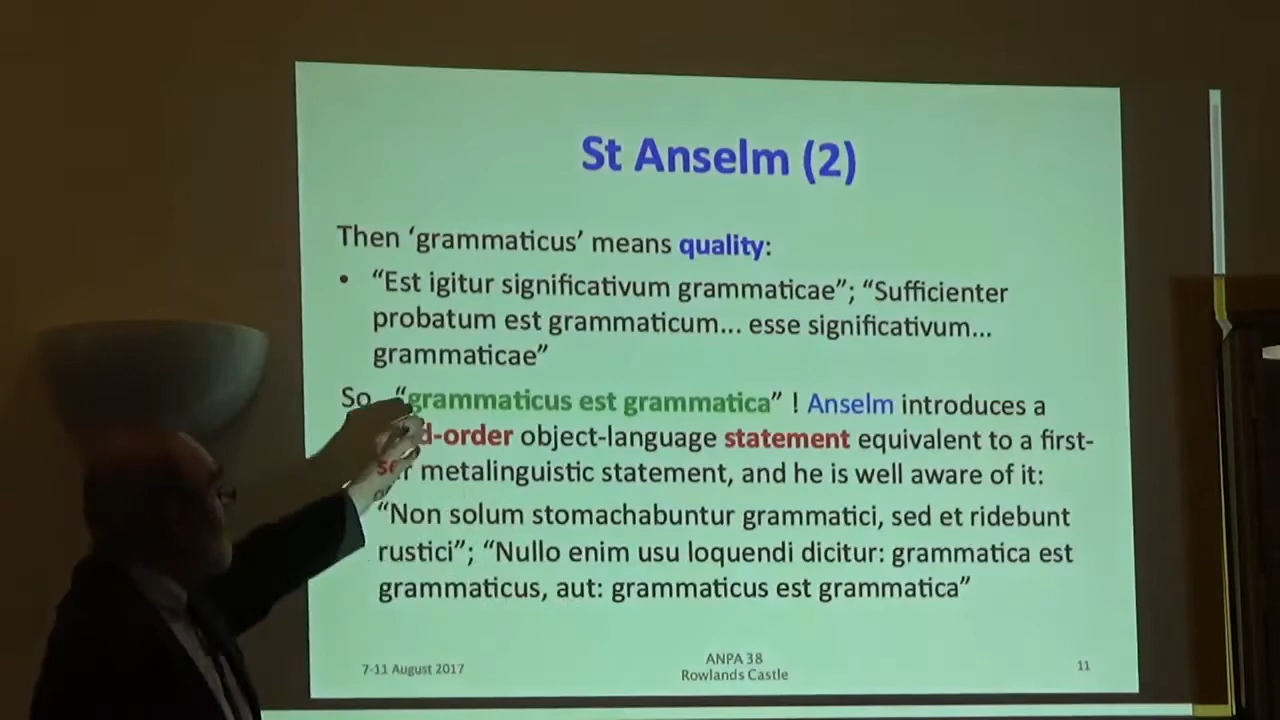 St Anselm (2)
Then ‘grammaticus’ means quality:
• “Est igitur significativum grammaticae”; “Sufficienter
probatum est grammaticum... esse significativum...
grammaticae”
So “grammaticus est grammatica” ! Anselm introduces a
d-order object-language statement equivalent to a first-
metalinguistic statement, and he is well aware of it:
“Non solum stomachabuntur grammatici, sed et ridebunt
rustici”; “Nullo enim usu loquendi dicitur: grammatica est
grammaticus, aut: grammaticus est grammatica”
7-11 August 2017
ANPA 38
Rowlands Castle
11